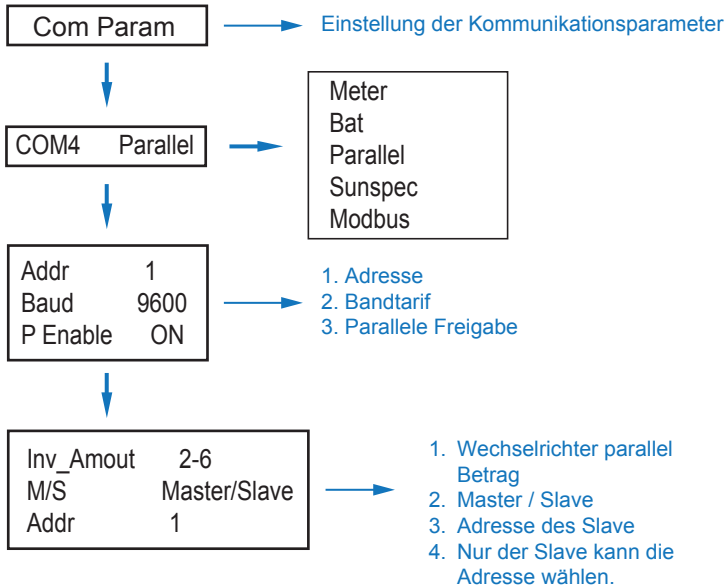 Com Param
Einstellung der Kommunikationsparameter
COM4 Parallel
Meter
Bat
Parallel
Sunspec
Modbus
Addr 1
Baud 9600
P Enable ON
1. Adresse
2. Bandtarif
3. Parallele Freigabe
Inv_Amout 2-6
M/S Master/Slave
Addr 1
1. Wechselrichter parallel
Betrag
2. Master / Slave
3. Adresse des Slave
4. Nur der Slave kann die
Adresse wählen.